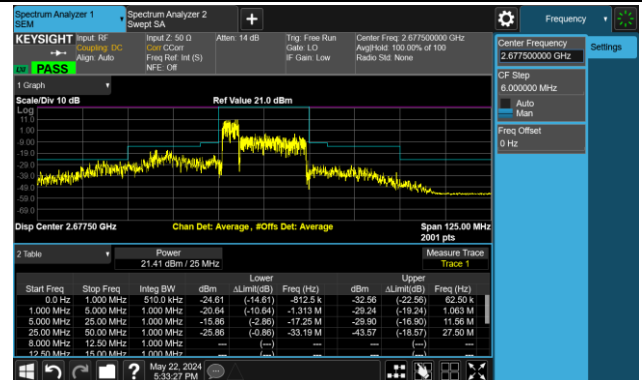 Spectrum Analyzer 1
SEM
Spectrum Analyzer 2
Swept SA
Frequency
KEYSIGHT
Input: RF
Coupling: DC
Align: Auto
Input Z: 50 Ω
Corr CCorr
Freq Ref: Int (S)
NFE: Off
Atten: 14 dB
Trig: Free Run
Gate: LO
IF Gain: Low
Center Freq: 2.677500000 GHz
Avg|Hold: 100.00% of 100
Radio Std: None
PASS
Center Frequency
2.677500000 GHz
Settings
CF Step
6.000000 MHz
Auto
Man
Freq Offset
0 Hz
1 Graph
Scale/Div 10 dB
Ref Value 21.0 dBm
Log
11.0
1.00
-9.00
-19.0
-29.0
-39.0
-49.0
-59.0
-69.0
Disp Center 2.67750 GHz
Chan Det: Average , #Offs Det: Average
Span 125.00 MHz
2001 pts
2 Table
Power
21.41 dBm / 25 MHz
Measure Trace
Trace 1
Lower
Upper
Start Freq Stop Freq Integ BW dBm ΔLimit(dB) Freq (Hz) dBm ΔLimit(dB) Freq (Hz)
0.0 Hz 1.000 MHz 510.0 kHz -24.61 (-14.61) -812.5 k -32.56 (-22.56) 62.50 k
1.000 MHz 5.000 MHz 1.000 MHz -20.64 (-10.64) -1.313 M -29.24 (-19.24) 1.063 M
5.000 MHz 25.00 MHz 1.000 MHz -15.86 (-2.86) -17.25 M -29.90 (-16.90) 11.56 M
25.00 MHz 50.00 MHz 1.000 MHz -25.86 (-0.86) -33.19 M -43.57 (-18.57) 27.50 M
8.000 MHz 12.50 MHz 1.000 MHz --- (---) --- (---)
12.50 MHz 15.00 MHz 1.000 MHz --- (---) --- (---)
May 22, 2024
5:33:27 PM